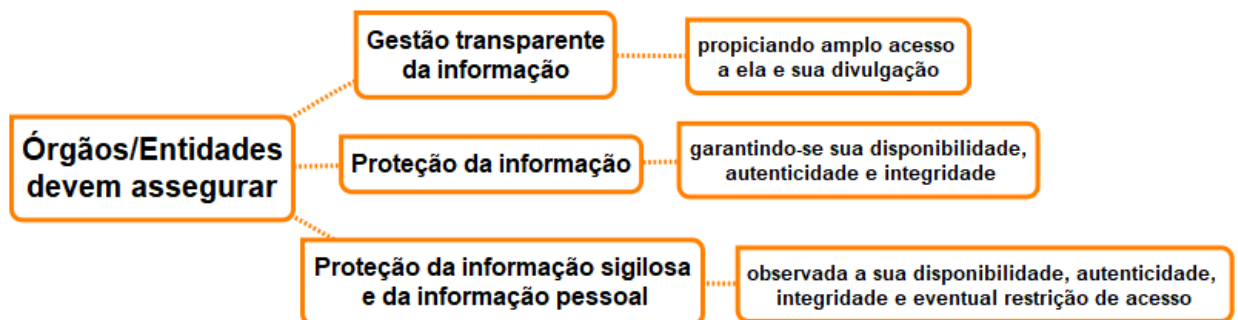 Órgãos/Entidades
devem assegurar
Gestão transparente
da informação
propiciando amplo acesso
a ela e sua divulgação
Proteção da informação
garantindo-se sua disponibilidade,
autenticidade e integridade
Proteção da informação sigilosa
e da informação pessoal
observada a sua disponibilidade, autenticidade,
integridade e eventual restrição de acesso